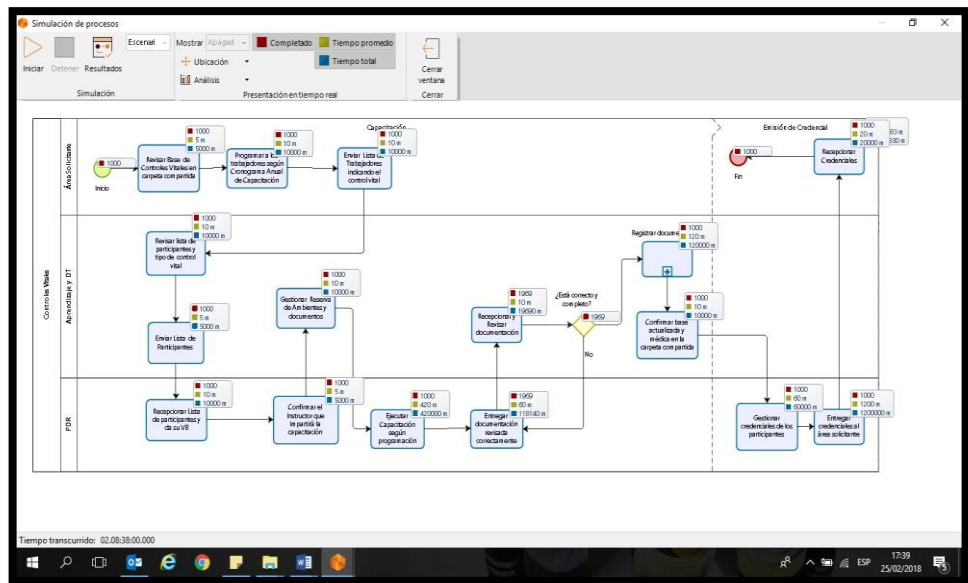 Simulación de procesos
Iniciar
Detener
Resultados
Escenari
Simulación
Mostrar
Apagad
Ubicación
Análisis
Completado
Tiempo promedio
Tiempo total
Presentación en tiempo real
Cerrar
ventana
Cerrar
Controles Vitales
Área Solicitante
Capacitación
Emisión de Credencial
1000
Inicio
Revisar Base de
Controles Vitales en
carpeta compartida
1000
5 m
5000 m
Programar a los
trabajadores según
Cronograma Anual
de Capacitación
1000
10 m
10000 m
Enviar Lista de
Trabajadores
indicando el
control vital
1000
10 m
10000 m
1000
Fin
Recepcionar
Credenciales
1000
20 m
20000 m
83 m
830 m
Aprendizaje y DT
Revisar lista de
participantes y
tipo de control
vital
1000
10 m
10000 m
Enviar Lista de
Participantes
1000
5 m
5000 m
Gestionar Reserva
de Ambientes y
documentos
1000
10 m
10000 m
Recepcionar y
Revisar
documentación
1969
10 m
19690 m
¿Está correcto y
completo?
1969
No
Registrar docume
1000
120 m
120000 m
Confirmar base
actualizada y
médica en la
carpeta compartida
1000
10 m
10000 m
PDR
Recepcionar Lista
de participantes y
da su VB
1000
10 m
10000 m
Confirmar el
Instructor que
impartirá la
capacitación
1000
5 m
5000 m
Ejecutar
Capacitación
según
programación
1000
420 m
420000 m
Entregar
documentación
revisada
correctamente
1969
60 m
118140 m
Gestionar
credenciales de los
participantes
1000
60 m
60000 m
Entregar
credenciales al
área solicitante
1000
1200 m
1200000 m
Tiempo transcurrido: 02.08:38:00.000
ESP
17:39
25/02/2018